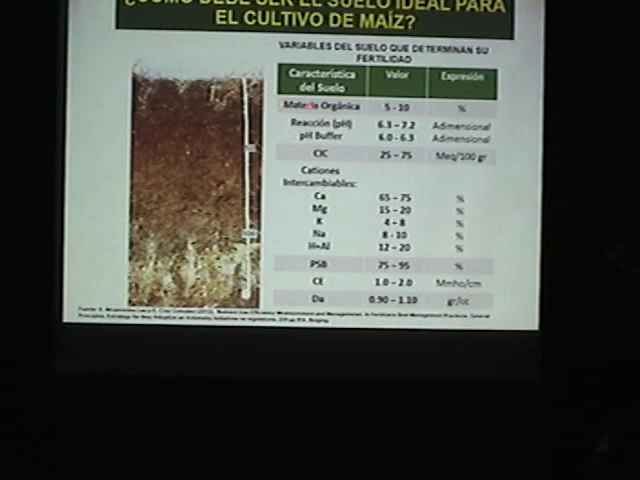 ¿COMO DEBE SER EL SUELO IDEAL PARA
EL CULTIVO DE MAÍZ?
VARIABLES DEL SUELO QUE DETERMINAN SU
FERTILIDAD
Característica del Suelo Valor Expresión
Materia Orgánica 5 - 10 %
Reacción (pH) 6.3 – 7.2 Adimensional
pH Buffer 6.0 - 6.3 Adimensional
CIC 25 – 75 Meq/100 gr
Cationes
Intercambiables:
Ca 65 – 75 %
Mg 15 – 20 %
K 4 – 8 %
Na 8 - 10 %
H+Al 12 – 20 %
PSB 75 – 95 %
CE 1.0 – 2.0 Mmho/cm
Da 0.90 – 1.10 gr/cc